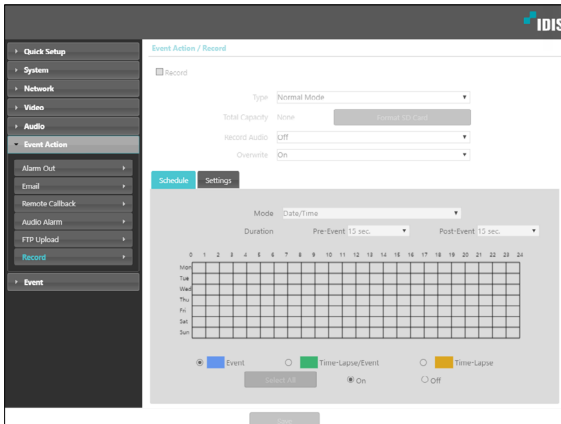 IDIS
Quick Setup
System
Network
Video
Audio
Event Action
Alarm Out
Email
Remote Callback
Audio Alarm
FTP Upload
Record
Event
Event Action / Record
Record
Type Normal Mode
Total Capacity None Format SD Card
Record Audio Off
Overwrite On
Schedule Settings
Mode Date/Time
Duration Pre-Event 15 sec. Post-Event 15 sec.
0 1 2 3 4 5 6 7 8 9 10 11 12 13 14 15 16 17 18 19 20 21 22 23 24
Mon
Tue
Wed
Thu
Fri
Sat
Sun
Event Time-Lapse/Event Time-Lapse
Select All On Off
Save